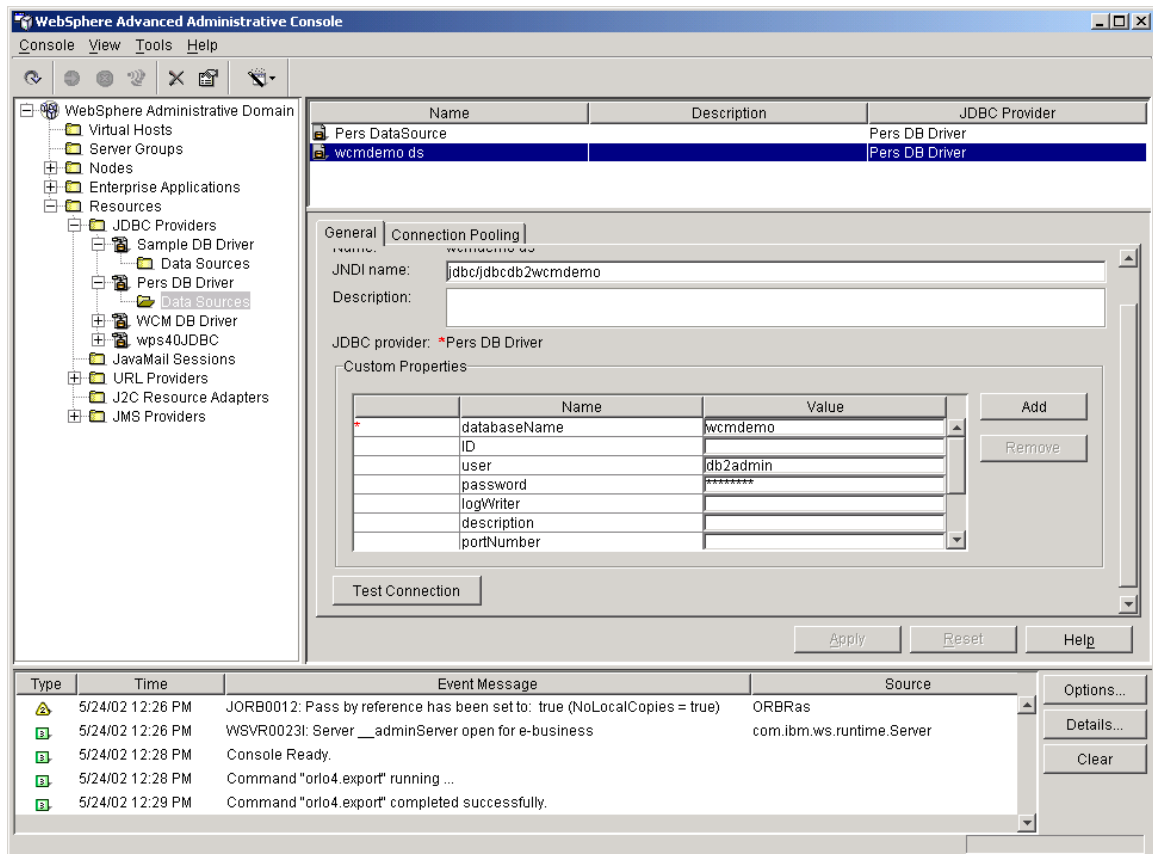 WebSphere Advanced Administrative Console
Console View Tools Help
WebSphere Administrative Domain
Virtual Hosts
Server Groups
Nodes
Enterprise Applications
Resources
JDBC Providers
Sample DB Driver
Data Sources
Pers DB Driver
Data Sources
WCM DB Driver
wps40JDBC
JavaMail Sessions
URL Providers
J2C Resource Adapters
JMS Providers
Name Description JDBC Provider
Pers DataSource Pers DB Driver
wcmdemo ds Pers DB Driver
General Connection Pooling
Name: wcmdemo ds
JNDI name: jdbc/jdbcdb2wcmdemo
Description:
JDBC provider: *Pers DB Driver
Custom Properties
Name Value
* databaseName wcmdemo
ID
user db2admin
password ********
logWriter
description
portNumber
Add
Remove
Test Connection
Apply Reset Help
Type Time Event Message Source
2 5/24/02 12:26 PM JORB0012: Pass by reference has been set to: true (NoLocalCopies = true) ORBRas
3 5/24/02 12:26 PM WSVR0023I: Server __adminServer open for e-business com.ibm.ws.runtime.Server
3 5/24/02 12:28 PM Console Ready.
3 5/24/02 12:28 PM Command "orlo4.export" running ...
3 5/24/02 12:29 PM Command "orlo4.export" completed successfully.
Options...
Details...
Clear